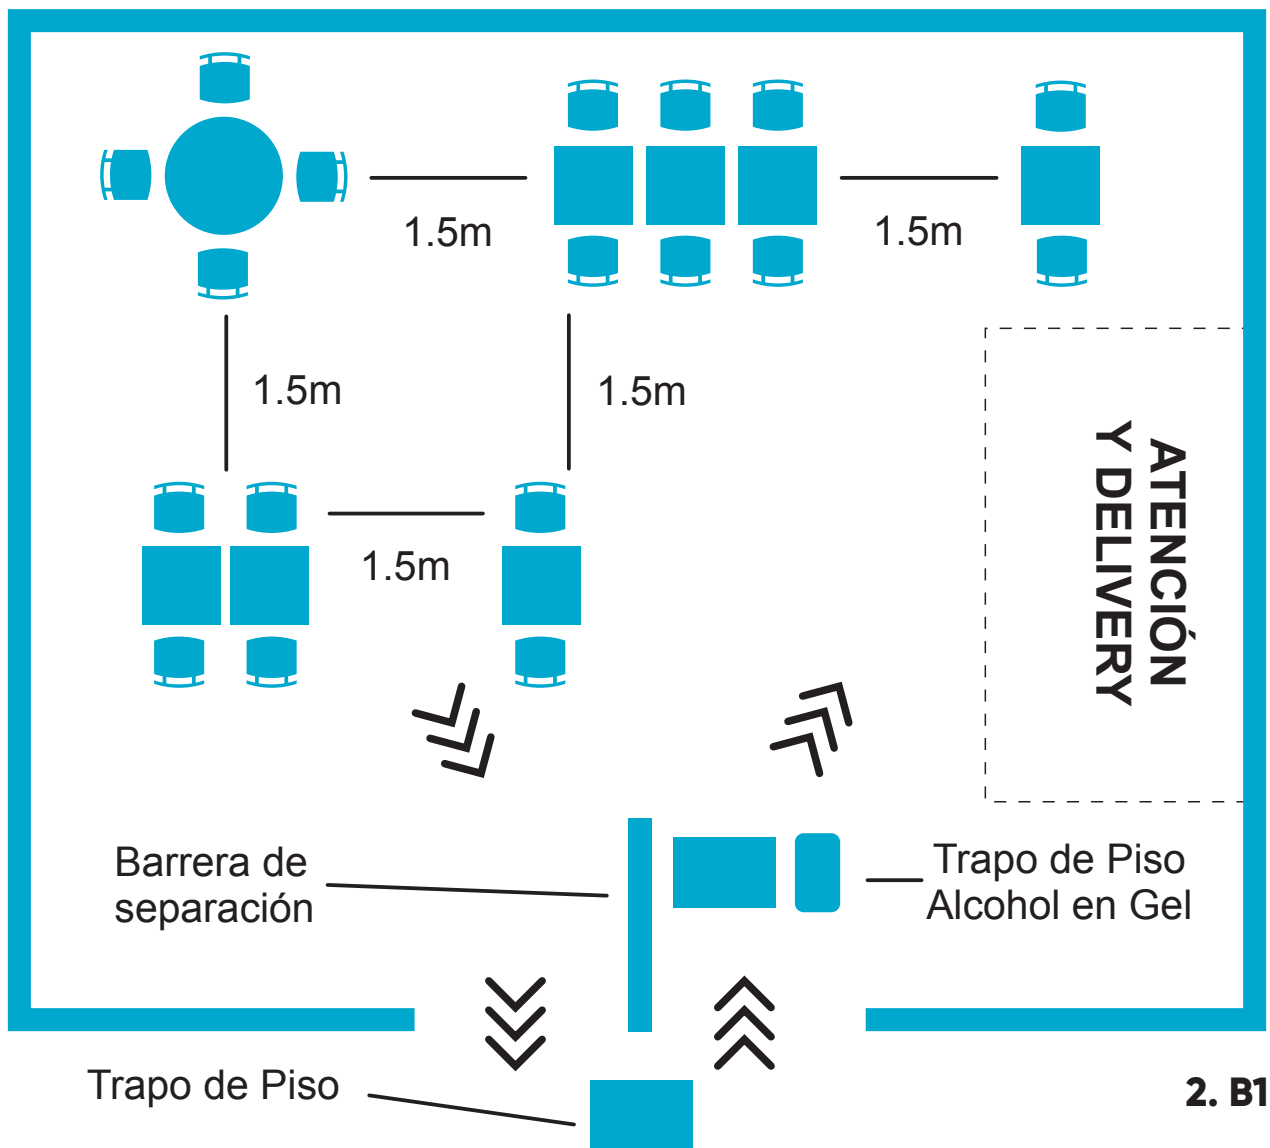 1.5m
1.5m
1.5m
1.5m
1.5m
ATENCIÓN
Y DELIVERY
Barrera de
separación
Trapo de Piso
Alcohol en Gel
Trapo de Piso
2. B1